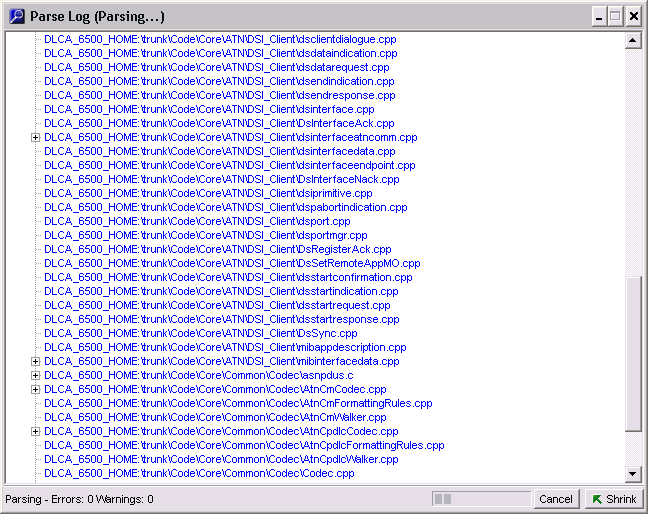 Parse Log (Parsing...)
DLCA_6500_HOME:\trunk\Code\Core\ATN\DSI_Client\dsclientdialogue.cpp
DLCA_6500_HOME:\trunk\Code\Core\ATN\DSI_Client\dsdataindication.cpp
DLCA_6500_HOME:\trunk\Code\Core\ATN\DSI_Client\dsdatarequest.cpp
DLCA_6500_HOME:\trunk\Code\Core\ATN\DSI_Client\dsendindication.cpp
DLCA_6500_HOME:\trunk\Code\Core\ATN\DSI_Client\dsendresponse.cpp
DLCA_6500_HOME:\trunk\Code\Core\ATN\DSI_Client\dsinterface.cpp
DLCA_6500_HOME:\trunk\Code\Core\ATN\DSI_Client\DsInterfaceAck.cpp
DLCA_6500_HOME:\trunk\Code\Core\ATN\DSI_Client\dsinterfaceatncomm.cpp
DLCA_6500_HOME:\trunk\Code\Core\ATN\DSI_Client\dsinterfacedata.cpp
DLCA_6500_HOME:\trunk\Code\Core\ATN\DSI_Client\dsinterfaceendpoint.cpp
DLCA_6500_HOME:\trunk\Code\Core\ATN\DSI_Client\DsInterfaceNack.cpp
DLCA_6500_HOME:\trunk\Code\Core\ATN\DSI_Client\dsiprimitive.cpp
DLCA_6500_HOME:\trunk\Code\Core\ATN\DSI_Client\dspabortindication.cpp
DLCA_6500_HOME:\trunk\Code\Core\ATN\DSI_Client\dsport.cpp
DLCA_6500_HOME:\trunk\Code\Core\ATN\DSI_Client\dsportmgr.cpp
DLCA_6500_HOME:\trunk\Code\Core\ATN\DSI_Client\DsRegisterAck.cpp
DLCA_6500_HOME:\trunk\Code\Core\ATN\DSI_Client\DsSetRemoteAppMO.cpp
DLCA_6500_HOME:\trunk\Code\Core\ATN\DSI_Client\dsstartconfirmation.cpp
DLCA_6500_HOME:\trunk\Code\Core\ATN\DSI_Client\dsstartindication.cpp
DLCA_6500_HOME:\trunk\Code\Core\ATN\DSI_Client\dsstartrequest.cpp
DLCA_6500_HOME:\trunk\Code\Core\ATN\DSI_Client\dsstartresponse.cpp
DLCA_6500_HOME:\trunk\Code\Core\ATN\DSI_Client\DsSync.cpp
DLCA_6500_HOME:\trunk\Code\Core\ATN\DSI_Client\mibappdescription.cpp
DLCA_6500_HOME:\trunk\Code\Core\ATN\DSI_Client\mibinterfacedata.cpp
DLCA_6500_HOME:\trunk\Code\Core\Common\Codec\asnpdus.c
DLCA_6500_HOME:\trunk\Code\Core\Common\Codec\AtnCmCodec.cpp
DLCA_6500_HOME:\trunk\Code\Core\Common\Codec\AtnCmFormattingRules.cpp
DLCA_6500_HOME:\trunk\Code\Core\Common\Codec\AtnCmWalker.cpp
DLCA_6500_HOME:\trunk\Code\Core\Common\Codec\AtnCpdlcCodec.cpp
DLCA_6500_HOME:\trunk\Code\Core\Common\Codec\AtnCpdlcFormattingRules.cpp
DLCA_6500_HOME:\trunk\Code\Core\Common\Codec\AtnCpdlcWalker.cpp
DLCA_6500_HOME:\trunk\Code\Core\Common\Codec\Codec.cpp
Parsing - Errors: 0 Warnings: 0 Cancel Shrink